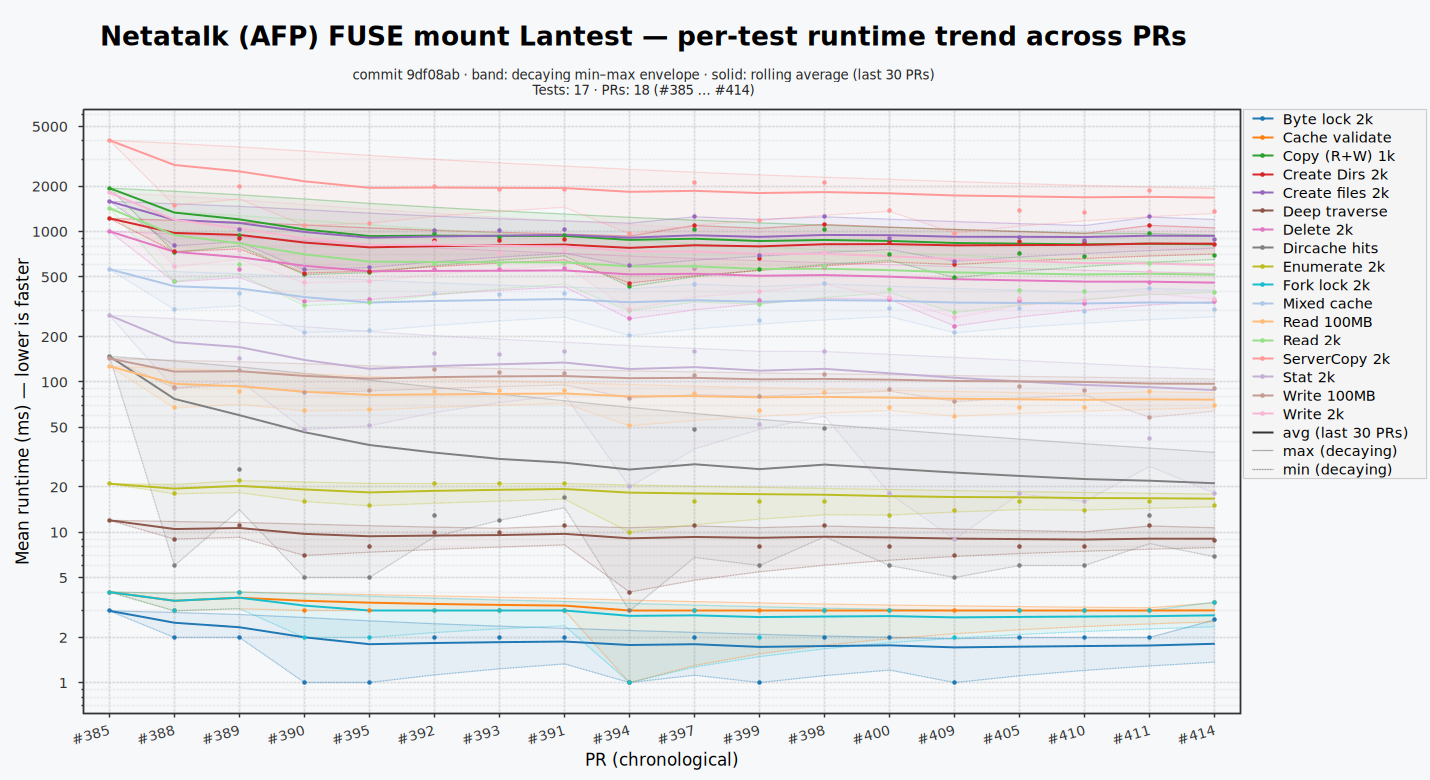 Netatalk (AFP) FUSE mount Lantest — per-test runtime trend across PRs
commit 9df08ab · band: decaying min–max envelope · solid: rolling average (last 30 PRs)
Tests: 17 · PRs: 18 (#385 … #414)
Mean runtime (ms) — lower is faster
5000
2000
1000
500
200
100
50
20
10
5
2
1
#385
#388
#389
#390
#395
#392
#393
#391
#394
#397
#399
#398
#400
#409
#405
#410
#411
#414
PR (chronological)
Byte lock 2k
Cache validate
Copy (R+W) 1k
Create Dirs 2k
Create files 2k
Deep traverse
Delete 2k
Dircache hits
Enumerate 2k
Fork lock 2k
Mixed cache
Read 100MB
Read 2k
ServerCopy 2k
Stat 2k
Write 100MB
Write 2k
avg (last 30 PRs)
max (decaying)
min (decaying)